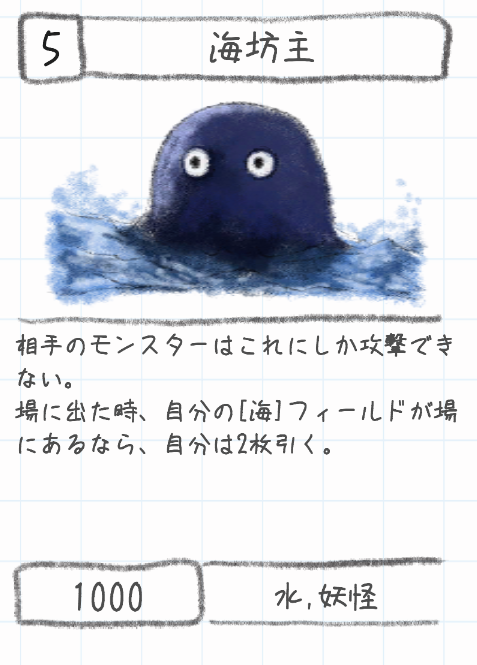 5
海坊主
相手のモンスターはこれにしか攻撃でき
ない。
場に出た時、自分の[海]フィールドが場
にあるなら、自分は2枚引く。
1000
水,妖怪